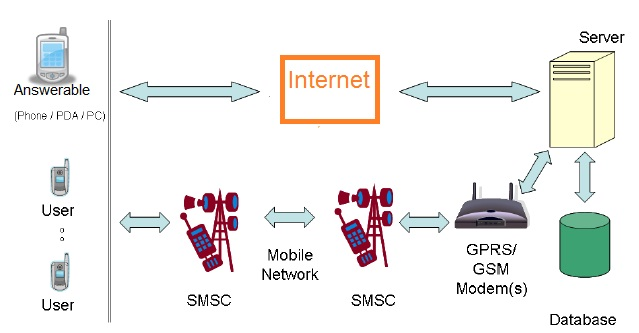 Server
Internet
Answerable
(Phone / PDA / PC)
User
:
User
SMSC
Mobile
Network
SMSC
GPRS/
GSM
Modem(s)
Database